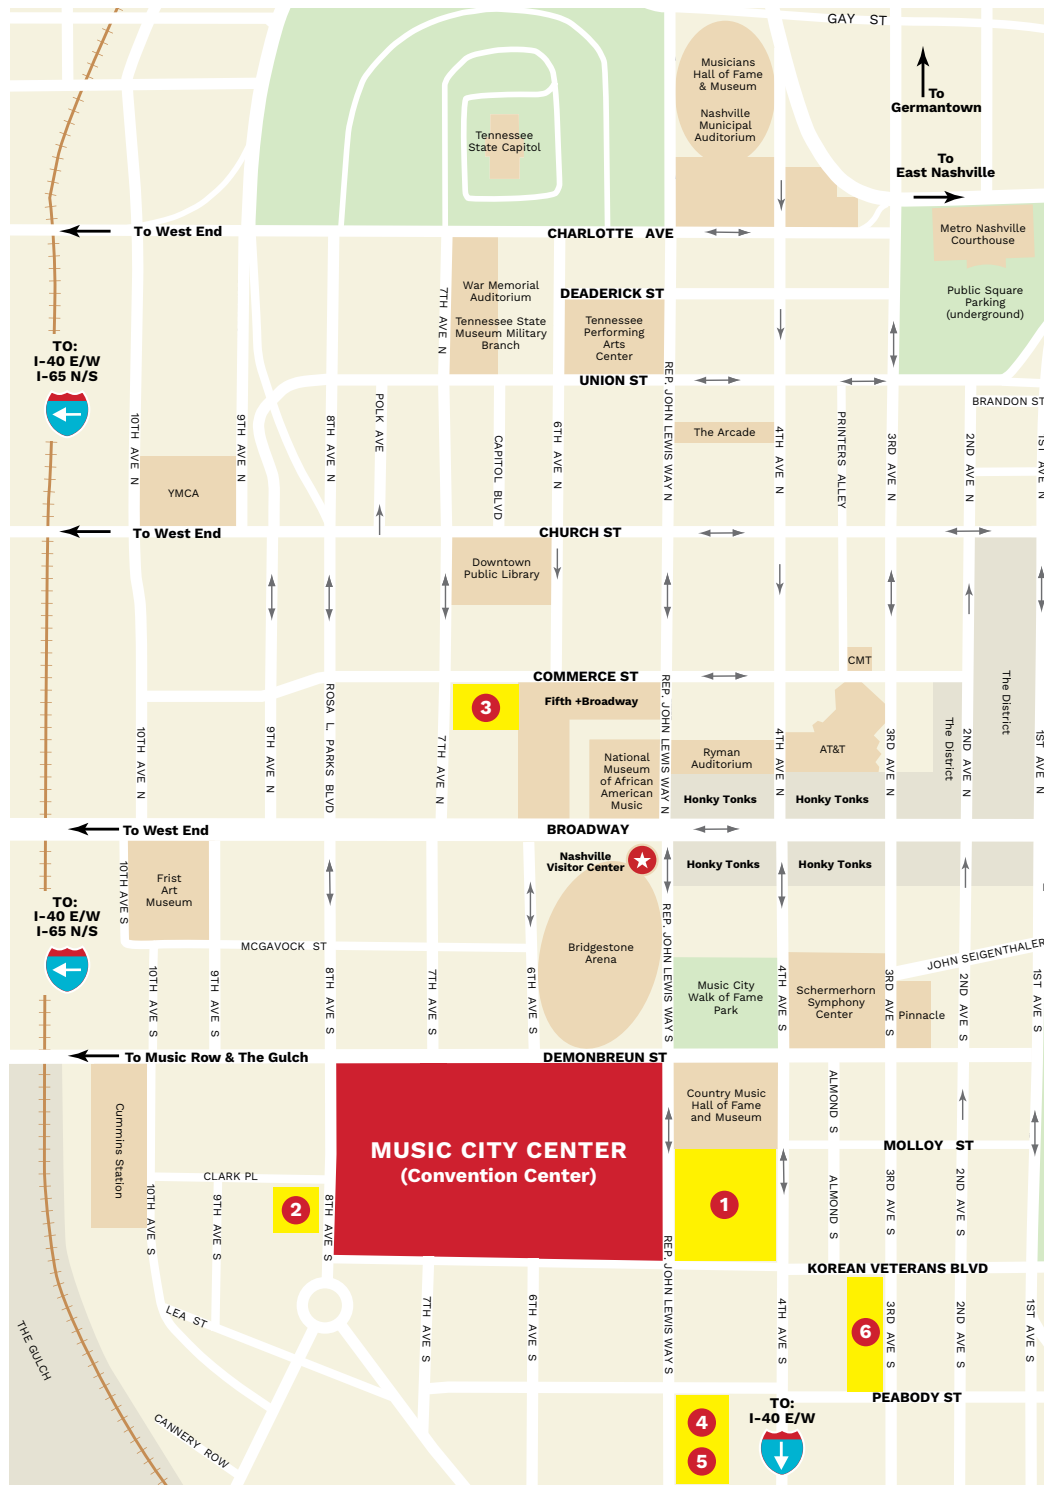 GAY ST
Musicians
Hall of Fame
& Museum
Nashville
Municipal
Auditorium
To
Germantown
Tennessee
State Capitol
To
East Nashville
To West End
CHARLOTTE AVE
Metro Nashville
Courthouse
War Memorial
Auditorium
Tennessee State
Museum Military
Branch
7TH AVE N
DEADERICK ST
Tennessee
Performing
Arts
Center
Public Square
Parking
(underground)
TO:
I-40 E/W
I-65 N/S
UNION ST
BRANDON ST
10TH AVE N
9TH AVE N
8TH AVE N
POLK AVE
CAPITOL BLVD
6TH AVE N
REP. JOHN LEWIS WAY N
The Arcade
4TH AVE N
PRINTERS ALLEY
3RD AVE N
2ND AVE N
1ST AVE N
YMCA
To West End
CHURCH ST
Downtown
Public Library
CMT
COMMERCE ST
3
Fifth +Broadway
10TH AVE N
9TH AVE N
ROSA L. PARKS BLVD
7TH AVE N
REP. JOHN LEWIS WAY N
National
Museum
of African
American
Music
Ryman
Auditorium
4TH AVE N
AT&T
3RD AVE N
The District
2ND AVE N
The District
1ST AVE N
Honky Tonks
Honky Tonks
To West End
BROADWAY
Nashville
Visitor Center
Honky Tonks
Honky Tonks
10TH AVE S
Frist
Art
Museum
TO:
I-40 E/W
I-65 N/S
MCGAVOCK ST
Bridgestone
Arena
REP. JOHN LEWIS WAY S
JOHN SEIGENTHALER
10TH AVE S
9TH AVE S
8TH AVE S
7TH AVE S
6TH AVE S
Music City
Walk of Fame
Park
4TH AVE S
Schermerhorn
Symphony
Center
3RD AVE S
Pinnacle
2ND AVE S
1ST AVE S
To Music Row & The Gulch
DEMONBREUN ST
Cummins Station
MUSIC CITY CENTER
(Convention Center)
Country Music
Hall of Fame
and Museum
ALMOND S
MOLLOY ST
CLARK PL
10TH AVE S
9TH AVE S
2
8TH AVE S
1
ALMOND S
3RD AVE S
2ND AVE S
REP. JOHN LEWIS WAY S
KOREAN VETERANS BLVD
LEA ST
7TH AVE S
6TH AVE S
4TH AVE S
6
3RD AVE S
2ND AVE S
1ST AVE S
THE GULCH
PEABODY ST
CANNERY ROW
4
5
TO:
I-40 E/W